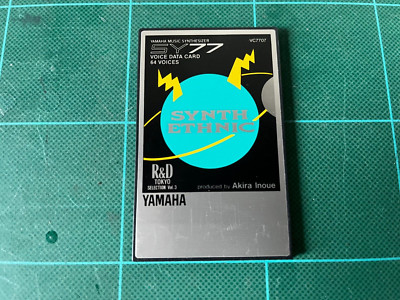 YAMAHA MUSIC SYNTHESIZER
SY77
VC7707
VOICE DATA CARD
64 VOICES
SYNTH
ETHNIC
R&D
TOKYO
SELECTION Vol.3
produced by Akira Inoue
YAMAHA